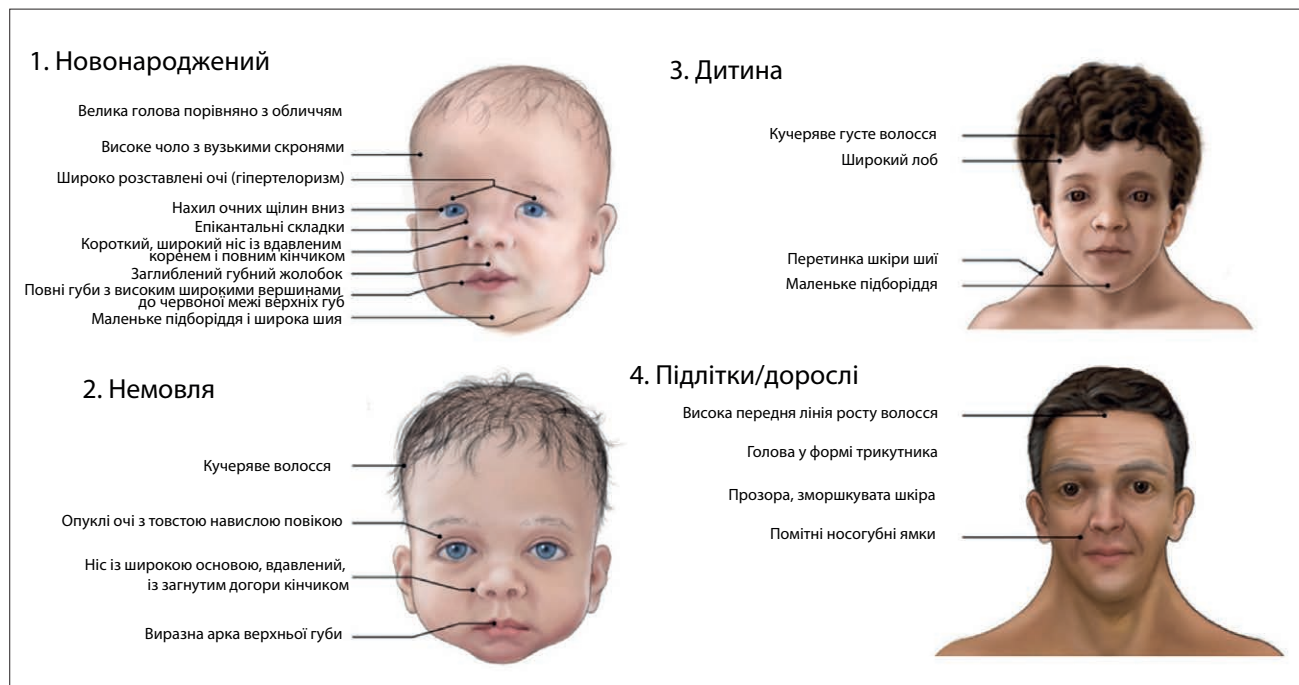 1. Новонароджений
Велика голова порівняно з обличчям
Високе чоло з вузькими скронями
Широко розставлені очі (гіпертелоризм)
Нахил очних щілин вниз
Епікантальні складки
Короткий, широкий ніс із вдавленим
коренем і повним кінчиком
Заглиблений губний жолобок
Повні губи з високим широкими вершинами
до червоної межі верхніх губ
Маленьке підборіддя і широка шия
2. Немовля
Кучеряве волосся
Опуклі очі з товстою навислою повікою
Ніс із широкою основою, вдавлений,
із загнутим догори кінчиком
Виразна арка верхньої губи
3. Дитина
Кучеряве густе волосся
Широкий лоб
Перетинка шкіри шиї
Маленьке підборіддя
4. Підлітки/дорослі
Висока передня лінія росту волосся
Голова у формі трикутника
Прозора, зморшкувата шкіра
Помітні носогубні ямки